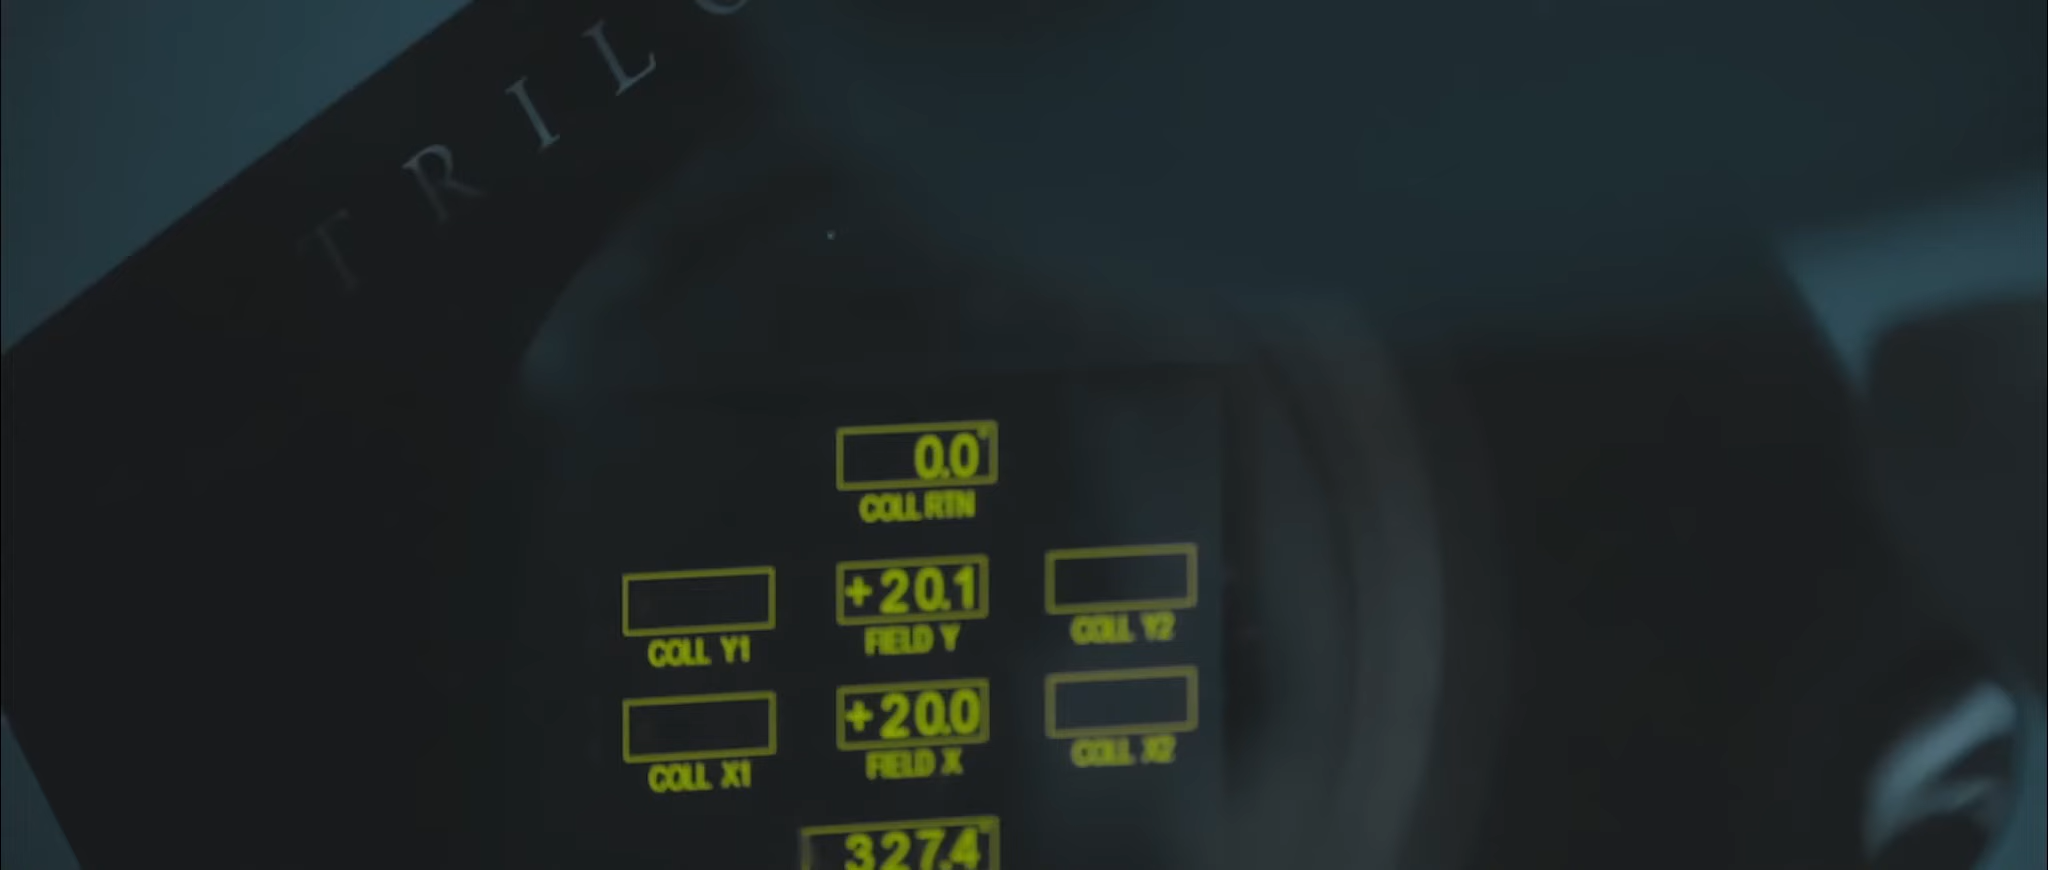 TRIL
0.0°
COLL RTN
+20.1
COLL Y1 FIELD Y COLL Y2
+20.0
COLL X1 FIELD X COLL X2
327.4°